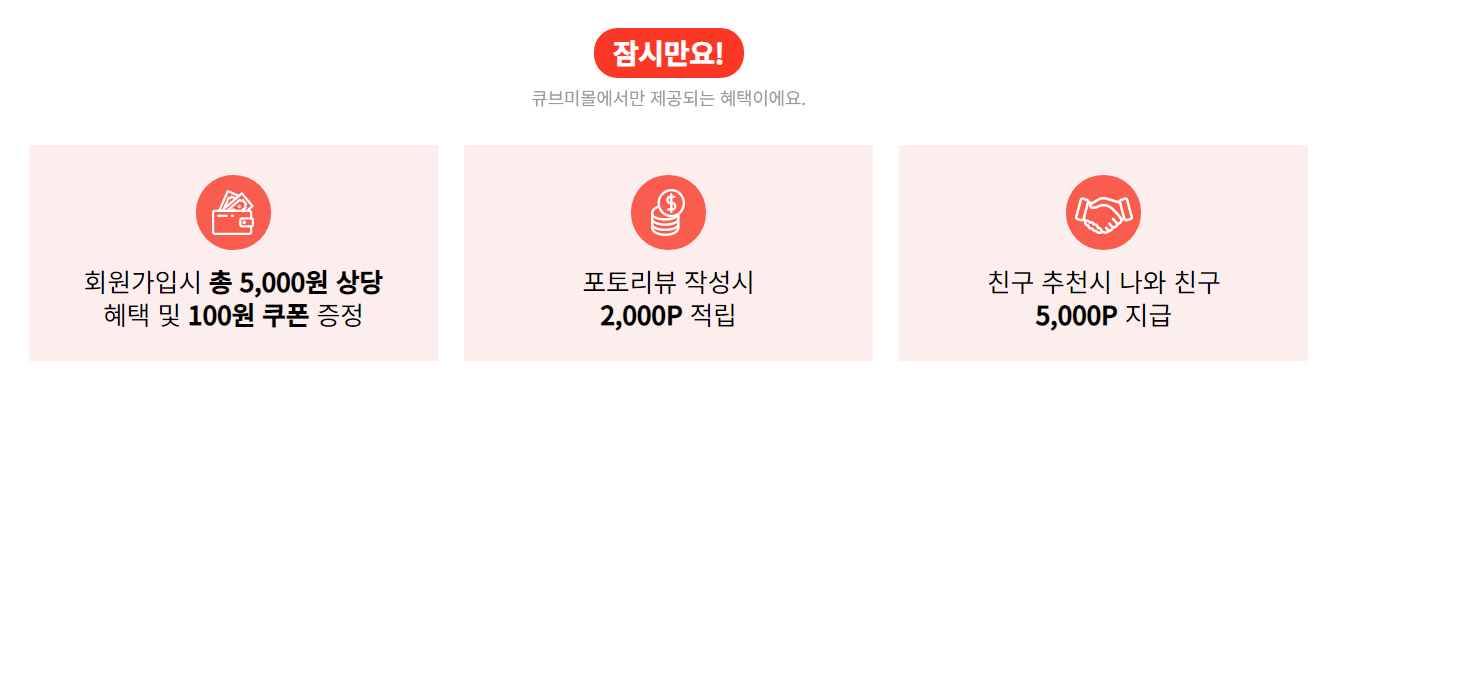 잠시만요!
큐브미몰에서만 제공되는 혜택이에요.
회원가입시 총 5,000원 상당
혜택 및 100원 쿠폰 증정
포토리뷰 작성시
2,000P 적립
친구 추천시 나와 친구
5,000P 지급